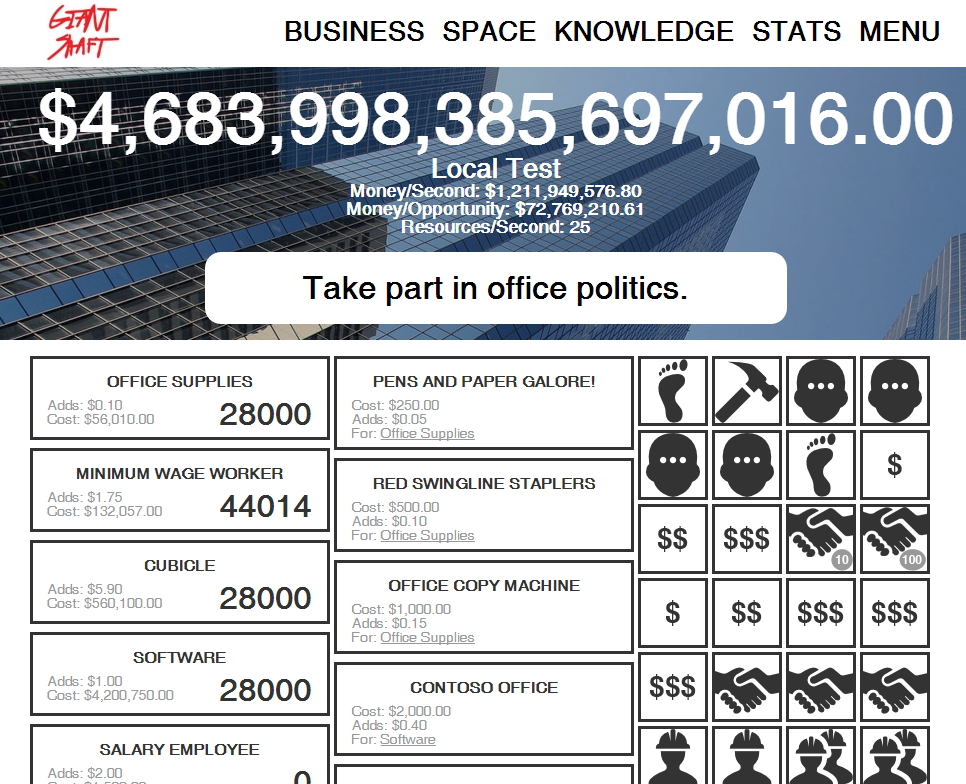 GIANT
SHAFT
BUSINESS SPACE KNOWLEDGE STATS MENU
$4,683,998,385,697,016.00
Local Test
Money/Second: $1,211,949,576.80
Money/Opportunity: $72,769,210.61
Resources/Second: 25
Take part in office politics.
OFFICE SUPPLIES
Adds: $0.10
Cost: $56,010.00
28000
MINIMUM WAGE WORKER
Adds: $1.75
Cost: $132,057.00
44014
CUBICLE
Adds: $5.90
Cost: $560,100.00
28000
SOFTWARE
Adds: $1.00
Cost: $4,200,750.00
28000
SALARY EMPLOYEE
Adds: $2.00
PENS AND PAPER GALORE!
Cost: $250.00
Adds: $0.05
For: Office Supplies
RED SWINGLINE STAPLERS
Cost: $500.00
Adds: $0.10
For: Office Supplies
OFFICE COPY MACHINE
Cost: $1,000.00
Adds: $0.15
For: Office Supplies
CONTOSO OFFICE
Cost: $2,000.00
Adds: $0.40
For: Software
$
$$ $$$ 10 100
$ $$ $$$ $$$
$$$